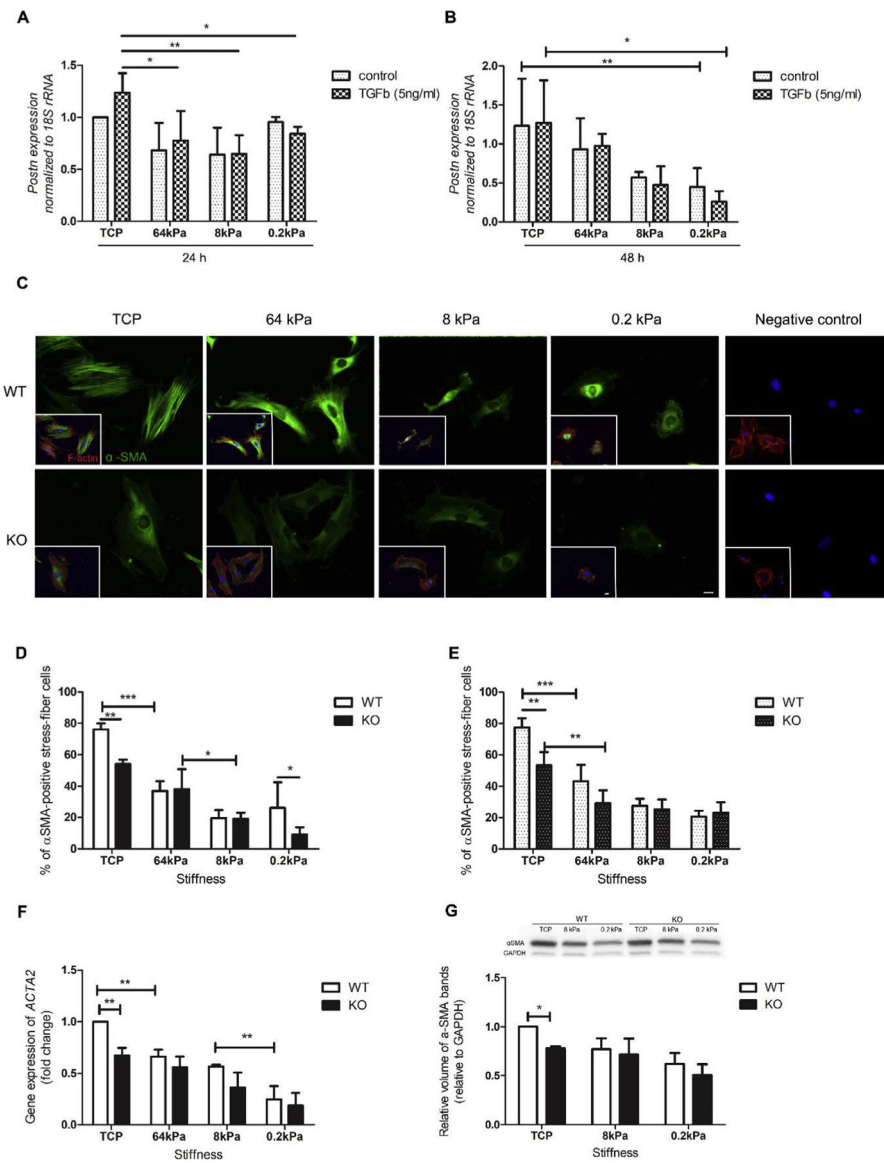 A
*
**
*
Postn expression
normalized to 18S rRNA
1.5
1.0
0.5
0.0
TCP 64kPa 8kPa 0.2kPa
24 h
control
TGFb (5ng/ml)
B
*
**
Postn expression
normalized to 18S rRNA
2.0
1.5
1.0
0.5
0.0
TCP 64kPa 8kPa 0.2kPa
48 h
control
TGFb (5ng/ml)
C
TCP 64 kPa 8 kPa 0.2 kPa Negative control
WT
F-actin α -SMA
KO
D
% of αSMA-positive stress-fiber cells
100
80
60
40
20
0
***
**
*
*
TCP 64kPa 8kPa 0.2kPa
Stiffness
WT
KO
E
% of αSMA-positive stress-fiber cells
100
80
60
40
20
0
***
**
**
TCP 64kPa 8kPa 0.2kPa
Stiffness
WT
KO
F
Gene expression of ACTA2
(fold change)
1.5
1.0
0.5
0.0
**
**
**
TCP 64kPa 8kPa 0.2kPa
Stiffness
WT
KO
G
WT KO
TCP 8 kPa 0.2 kPa TCP 8 kPa 0.2 kPa
αSMA
GAPDH
Relative volume of a-SMA bands
(relative to GAPDH)
1.5
1.0
0.5
0.0
*
TCP 8kPa 0.2kPa
Stiffness
WT
KO